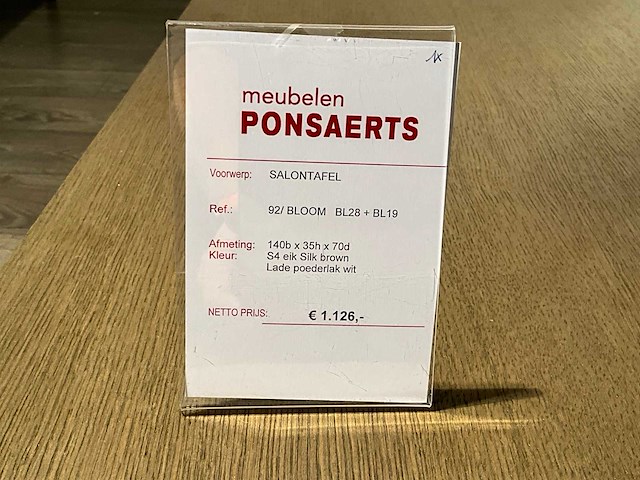 1x
meubelen
PONSAERTS
Voorwerp: SALONTAFEL
Ref.: 92/ BLOOM BL28 + BL19
Afmeting: 140b x 35h x 70d
Kleur: S4 eik Silk brown
Lade poederlak wit
NETTO PRIJS: € 1.126,-